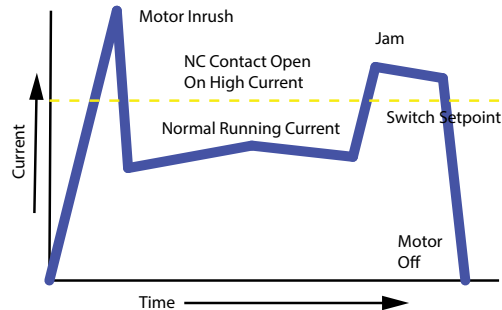 Motor Inrush
Jam
NC Contact Open
On High Current
Switch Setpoint
Normal Running Current
Current
Motor
Off
Time